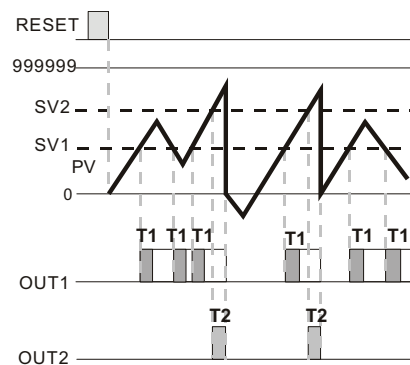 RESET
999999
SV2
SV1
PV
0
T1 T1 T1 T1 T1 T1
OUT1
T2 T2
OUT2